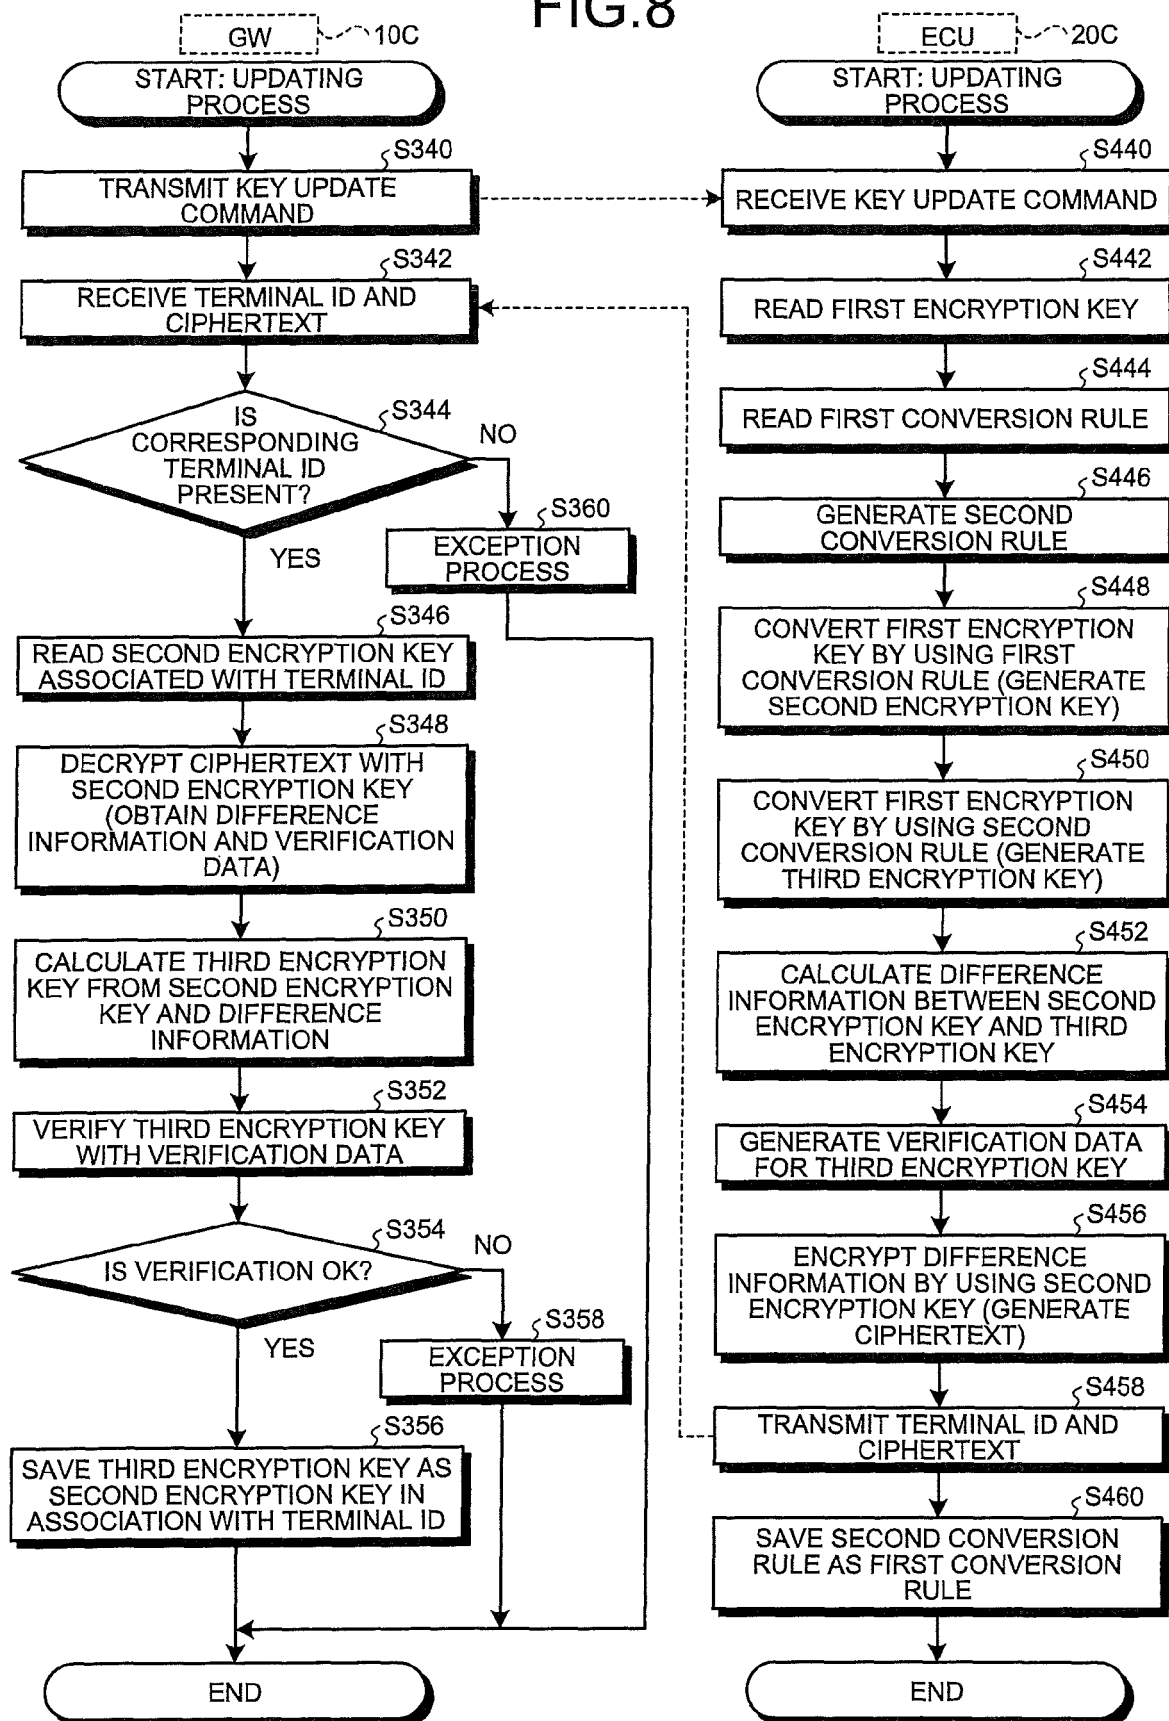 FIG.8
GW
10C
START: UPDATING
PROCESS
S340
TRANSMIT KEY UPDATE
COMMAND
S342
RECEIVE TERMINAL ID AND
CIPHERTEXT
S344
IS
CORRESPONDING
TERMINAL ID
PRESENT?
NO
YES
S360
EXCEPTION
PROCESS
S346
READ SECOND ENCRYPTION KEY
ASSOCIATED WITH TERMINAL ID
S348
DECRYPT CIPHERTEXT WITH
SECOND ENCRYPTION KEY
(OBTAIN DIFFERENCE
INFORMATION AND VERIFICATION
DATA)
S350
CALCULATE THIRD ENCRYPTION
KEY FROM SECOND ENCRYPTION
KEY AND DIFFERENCE
INFORMATION
S352
VERIFY THIRD ENCRYPTION KEY
WITH VERIFICATION DATA
S354
IS VERIFICATION OK?
NO
YES
S358
EXCEPTION
PROCESS
S356
SAVE THIRD ENCRYPTION KEY AS
SECOND ENCRYPTION KEY IN
ASSOCIATION WITH TERMINAL ID
END
ECU
20C
START: UPDATING
PROCESS
S440
RECEIVE KEY UPDATE COMMAND
S442
READ FIRST ENCRYPTION KEY
S444
READ FIRST CONVERSION RULE
S446
GENERATE SECOND
CONVERSION RULE
S448
CONVERT FIRST ENCRYPTION
KEY BY USING FIRST
CONVERSION RULE (GENERATE
SECOND ENCRYPTION KEY)
S450
CONVERT FIRST ENCRYPTION
KEY BY USING SECOND
CONVERSION RULE (GENERATE
THIRD ENCRYPTION KEY)
S452
CALCULATE DIFFERENCE
INFORMATION BETWEEN SECOND
ENCRYPTION KEY AND THIRD
ENCRYPTION KEY
S454
GENERATE VERIFICATION DATA
FOR THIRD ENCRYPTION KEY
S456
ENCRYPT DIFFERENCE
INFORMATION BY USING SECOND
ENCRYPTION KEY (GENERATE
CIPHERTEXT)
S458
TRANSMIT TERMINAL ID AND
CIPHERTEXT
S460
SAVE SECOND CONVERSION
RULE AS FIRST CONVERSION
RULE
END